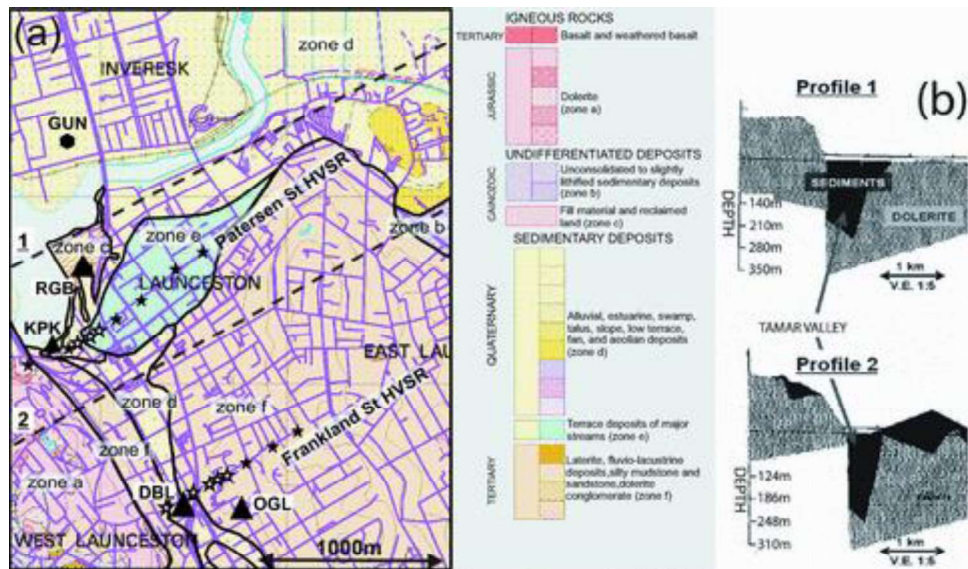 (a)
zone d
INVERESK
GUN
1
zone c
zone e
Patersen St HVSR
zone b
RGB
LAUNCESTON
KPK
EAST LAU
2
zone d
zone f
Frankland St HVSR
zone f
zone a
DBL
OGL
WEST LAUNCESTON
1000m
IGNEOUS ROCKS
TERTIARY
Basalt and weathered basalt
JURASSIC
Dolerite
(zone a)
UNDIFFERENTIATED DEPOSITS
CAINOZOIC
Unconsolidated to slightly
lithified sedimentary deposits
(zone b)
Fill material and reclaimed
land (zone c)
SEDIMENTARY DEPOSITS
QUATERNARY
Alluvial, estuarine, swamp,
talus, slope, low terrace,
fan, and aeolian deposits
(zone d)
Terrace deposits of major
streams (zone e)
TERTIARY
Laterite, fluvio-lacustrine
deposits,silty mudstone and
sandstone,dolerite
conglomerate (zone f)
(b)
Profile 1
SEDIMENTS
DOLERITE
DEPTH
140m
210m
280m
350m
1 km
V.E. 1:5
TAMAR VALLEY
Profile 2
DEPTH
124m
186m
248m
310m
1 km
V.E. 1:5